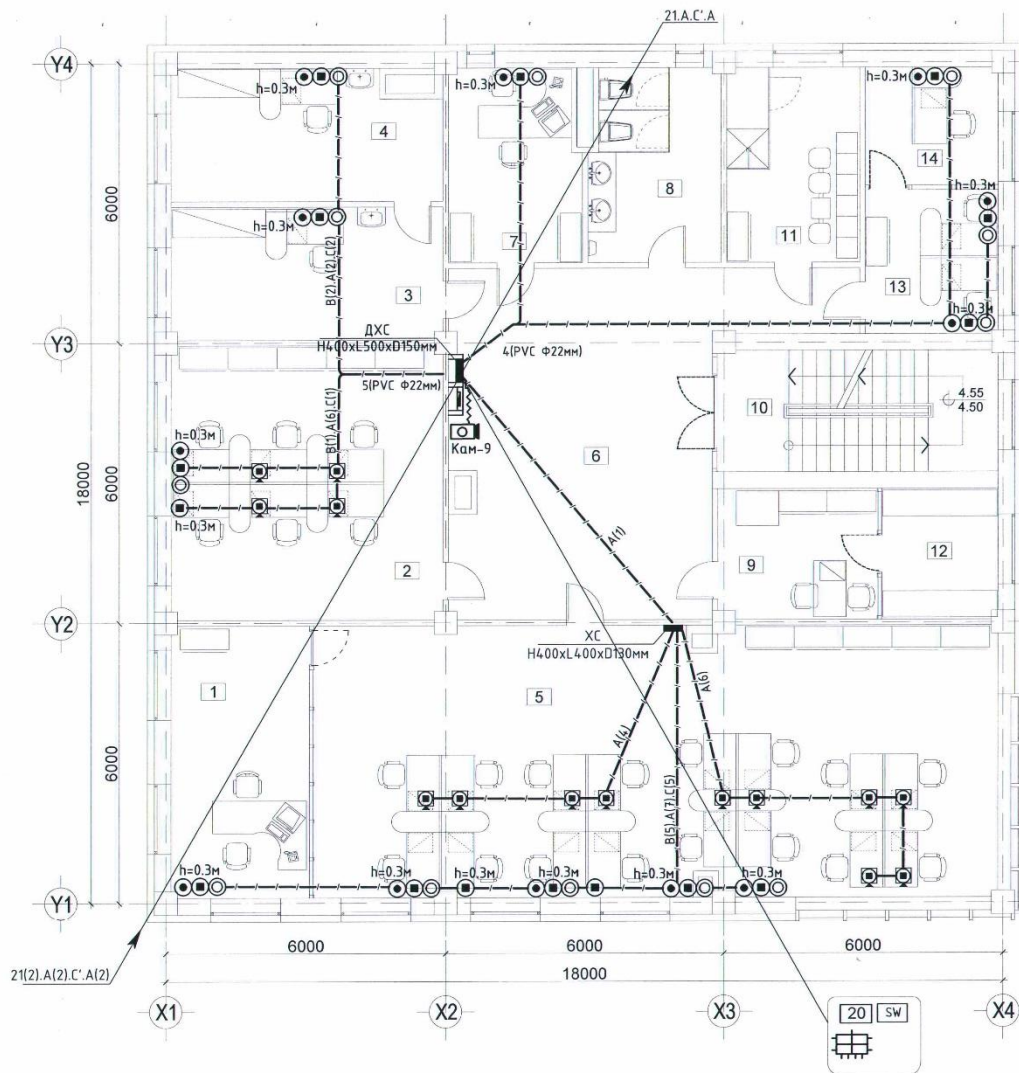 21.A.C'.A
Y4
h=0.3м
h=0.3м
h=0.3м
4
14
6000
8
11
h=0.3м
h=0.3м
7
B(2).A(2).C(2)
3
13
ДХС
H400xL500xD150мм
h=0.3м
Y3
4(PVC Ф22мм)
5(PVC Ф22мм)
4.55
4.50
10
B(1).A(6).C(1)
Кам-9
h=0.3м
6
18000
6000
h=0.3м
A(1)
9
12
2
Y2
ХС
H400xL400xD130мм
1
5
A(6)
A(4)
6000
B(5).A(7).C(5)
h=0.3м
h=0.3м
h=0.3м
h=0.3м
h=0.3м
h=0.3м
Y1
6000
6000
6000
21(2).A(2).C'.A(2)
18000
X1
X2
X3
X4
20
SW